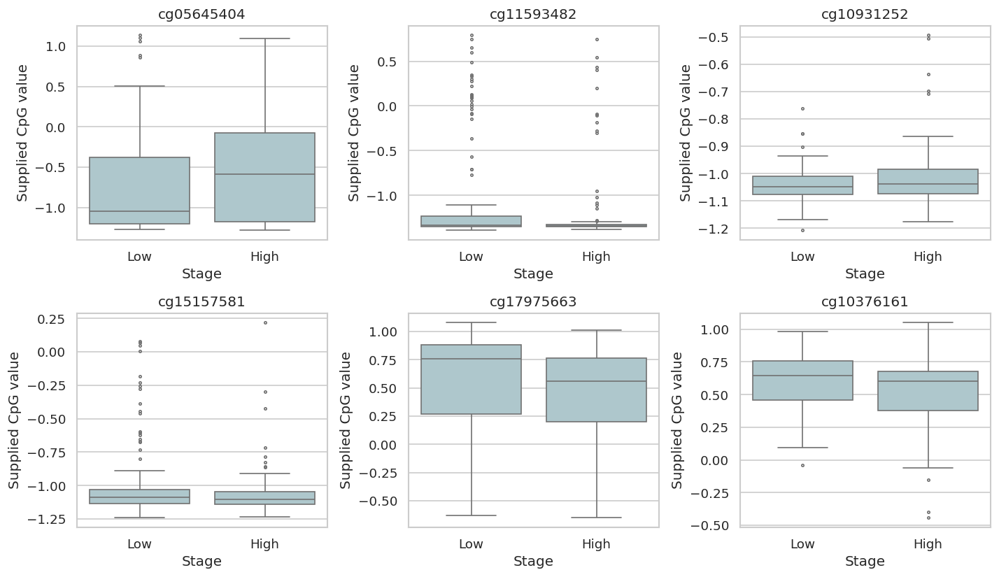 cg05645404
Supplied CpG value
1.0
0.5
0.0
−0.5
−1.0
Low
High
Stage
cg11593482
Supplied CpG value
0.5
0.0
−0.5
−1.0
Low
High
Stage
cg10931252
Supplied CpG value
−0.5
−0.6
−0.7
−0.8
−0.9
−1.0
−1.1
−1.2
Low
High
Stage
cg15157581
Supplied CpG value
0.25
0.00
−0.25
−0.50
−0.75
−1.00
−1.25
Low
High
Stage
cg17975663
Supplied CpG value
1.00
0.75
0.50
0.25
0.00
−0.25
−0.50
Low
High
Stage
cg10376161
Supplied CpG value
1.00
0.75
0.50
0.25
0.00
−0.25
−0.50
Low
High
Stage